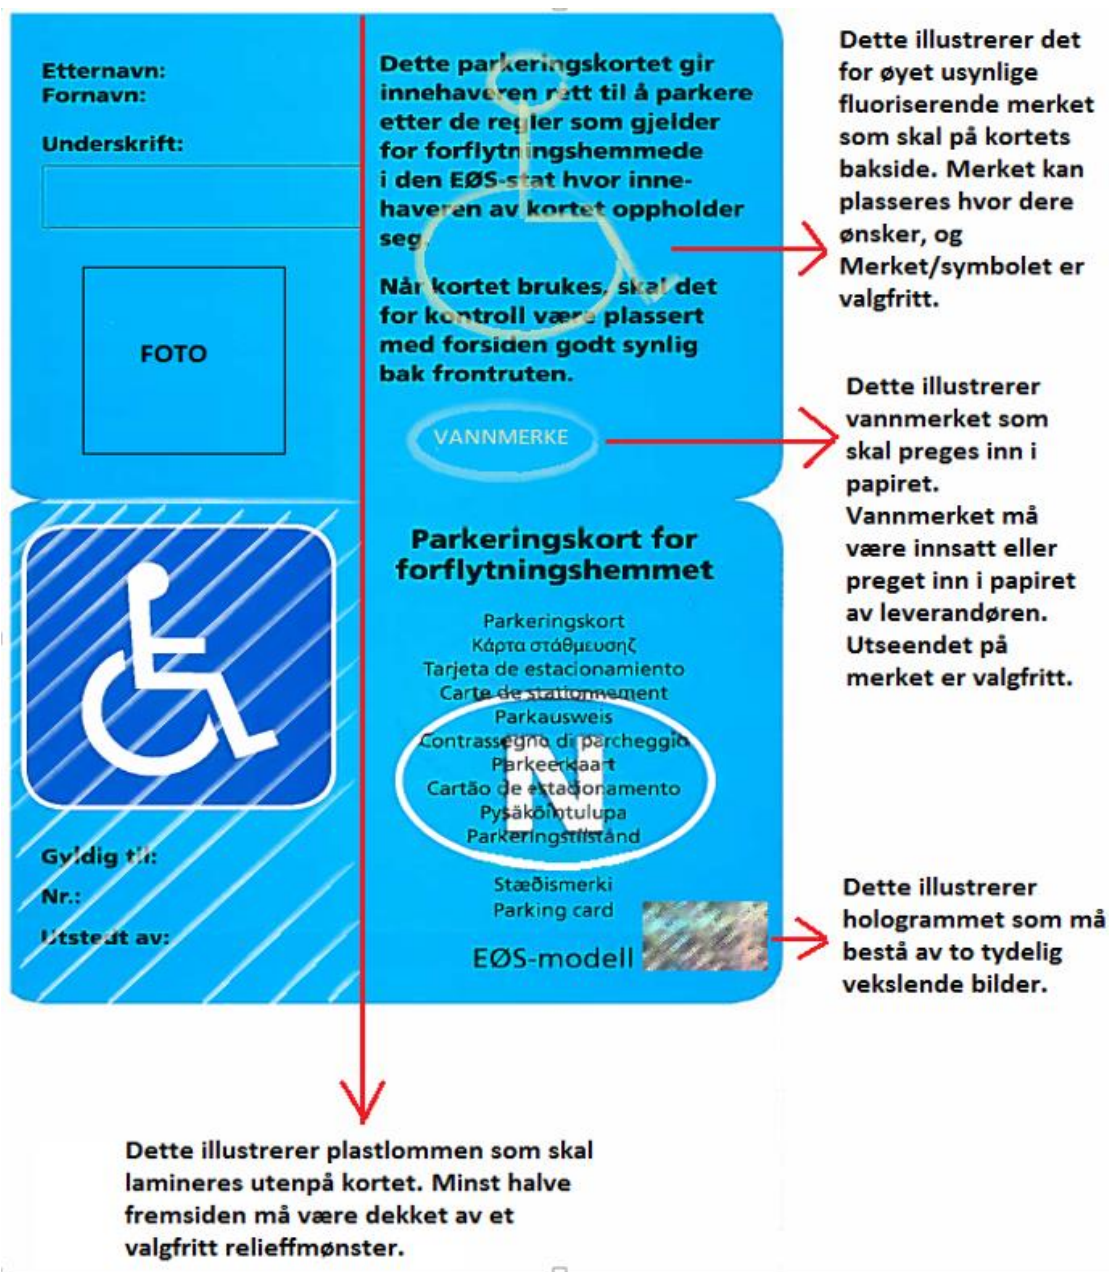 Etternavn:
Fornavn:
Underskrift:
FOTO
Dette parkeringskortet gir
innehaveren rett til å parkere
etter de regler som gjelder
for forflytningshemmede
i den EØS-stat hvor inne-
haveren av kortet oppholder
seg.
Når kortet brukes, skal det
for kontroll være plassert
med forsiden godt synlig
bak frontruten.
VANNMERKE
Dette illustrerer det
for øyet usynlige
fluoriserende merket
som skal på kortets
bakside. Merket kan
plasseres hvor dere
ønsker, og
Merket/symbolet er
valgfritt.
Dette illustrerer
vannmerket som
skal preges inn i
papiret.
Vannmerket må
være innsatt eller
preget inn i papiret
av leverandøren.
Utseendet på
merket er valgfritt.
Gyldig til:
Nr.:
Utstedt av:
Parkeringskort for
forflytningshemmet
Parkeringskort
Κάρτα στάθμευσηζ
Tarjeta de estacionamiento
Carte de stationnement
Parkausweis
Contrassegno di parcheggio
Parkeerkaart
Cartão de estacionamento
Pysäköintulupa
Parkeringstilstånd
N
Stæðismerki
Parking card
EØS-modell
Dette illustrerer
hologrammet som må
bestå av to tydelig
vekslende bilder.
Dette illustrerer plastlommen som skal
lamineres utenpå kortet. Minst halve
fremsiden må være dekket av et
valgfritt relieffmønster.